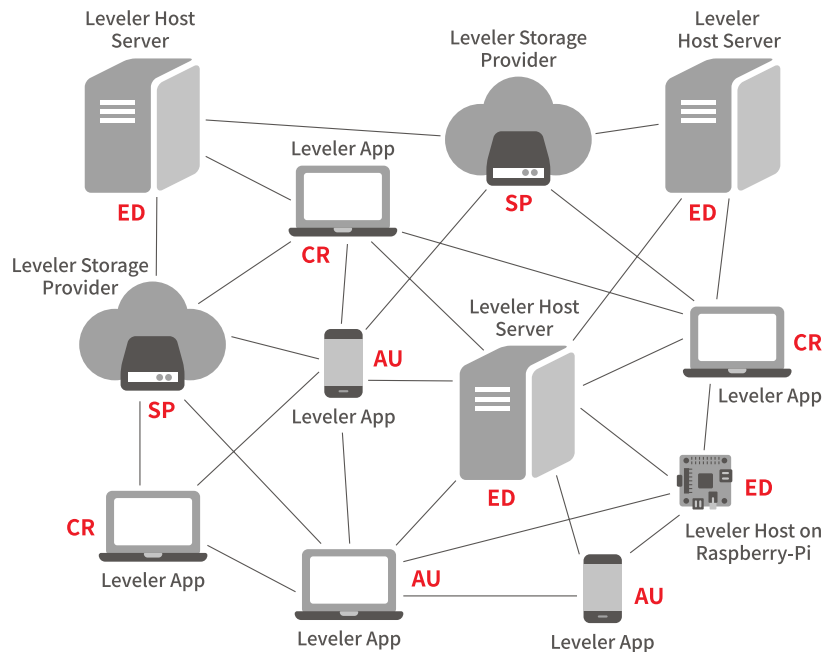 Leveler Host
Server
Leveler Storage
Provider
Leveler
Host Server
Leveler App
ED
SP
ED
CR
Leveler Storage
Provider
Leveler Host
Server
AU
CR
SP
Leveler App
Leveler App
ED
ED
CR
Leveler App
Leveler Host on
Raspberry-Pi
AU
AU
Leveler App
Leveler App